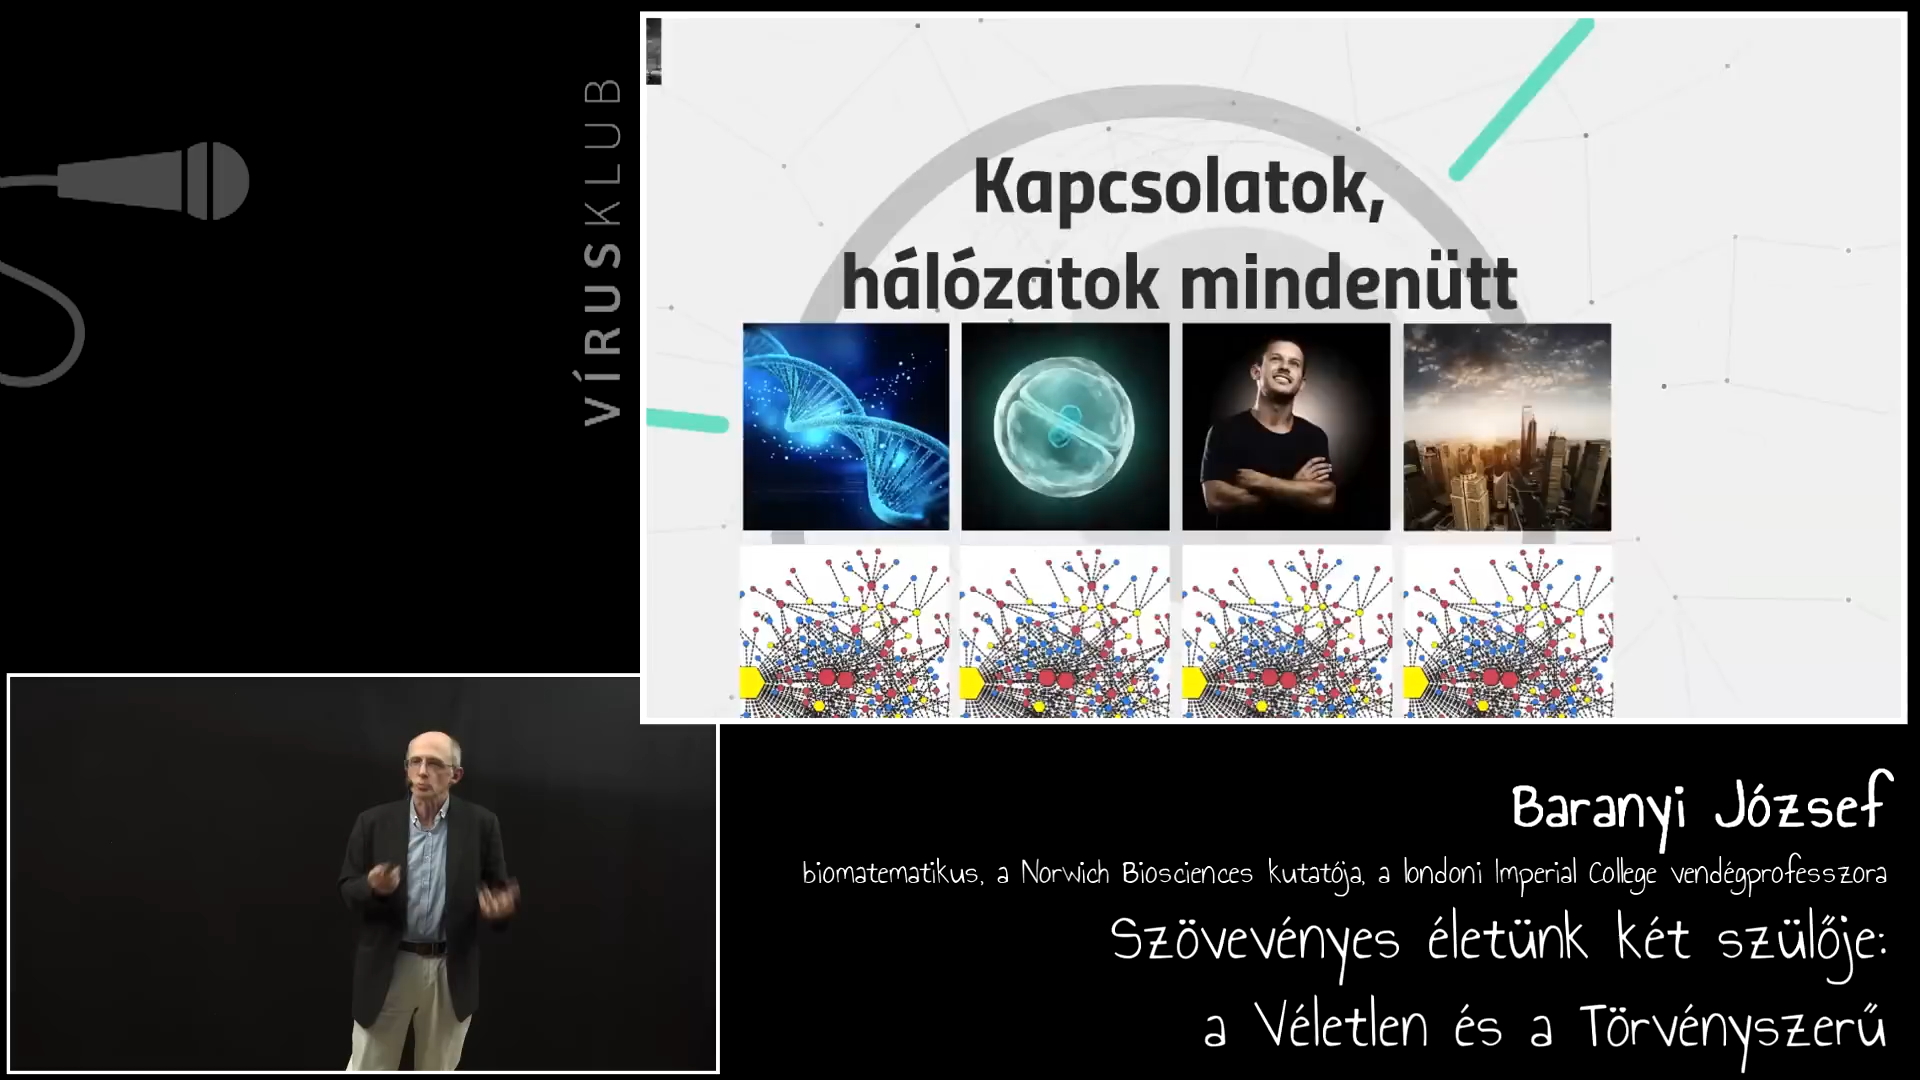 VÍRUSKLUB
Kapcsolatok,
hálózatok mindenütt
Baranyi József
biomatematikus, a Norwich Biosciences kutatója, a londoni Imperial College vendégprofesszora
Szövevényes életünk két szülője:
a Véletlen és a Törvényszerű